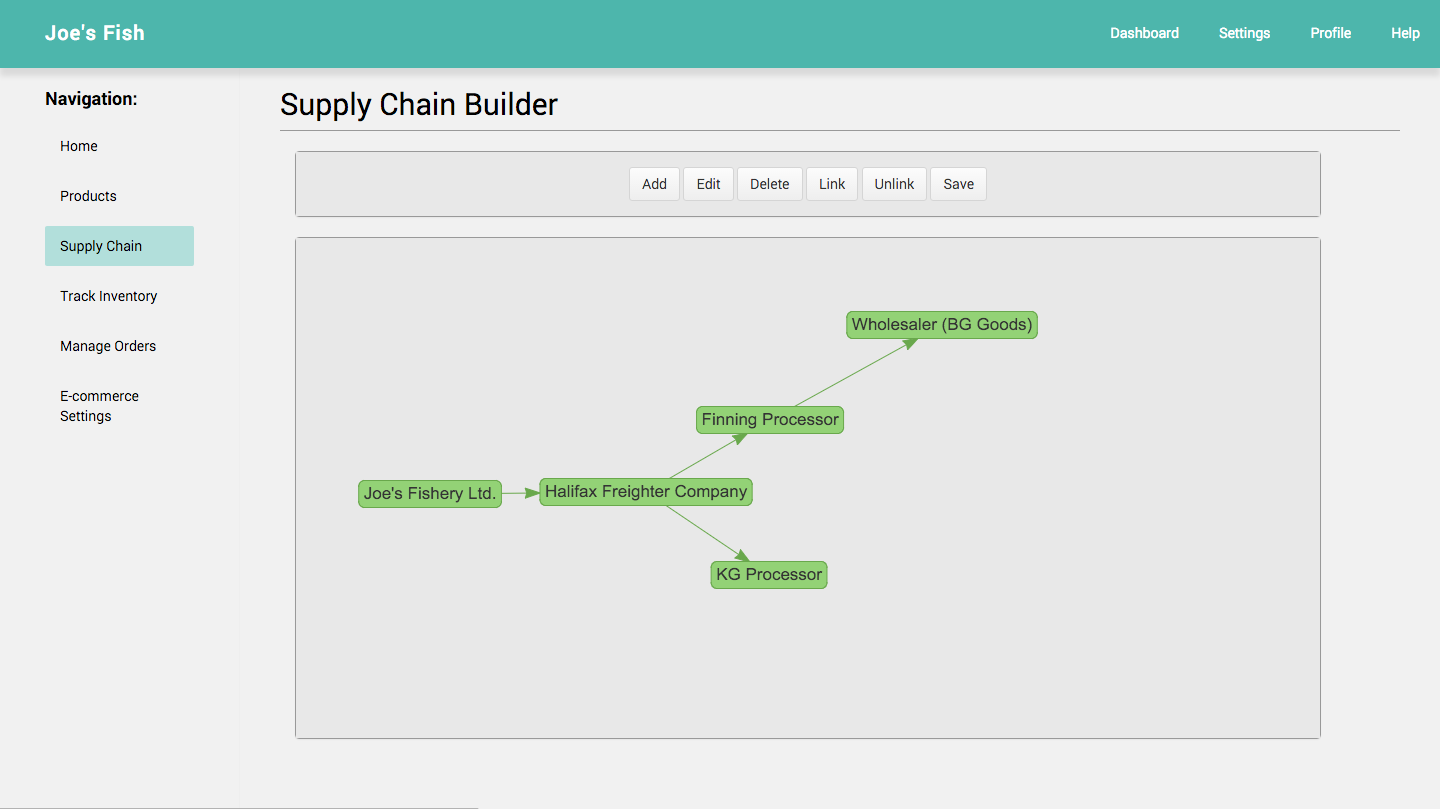 Joe's Fish
Dashboard Settings Profile Help
Navigation:
Home
Products
Supply Chain
Track Inventory
Manage Orders
E-commerce
Settings
Supply Chain Builder
Add Edit Delete Link Unlink Save
Wholesaler (BG Goods)
Finning Processor
Joe's Fishery Ltd.
Halifax Freighter Company
KG Processor